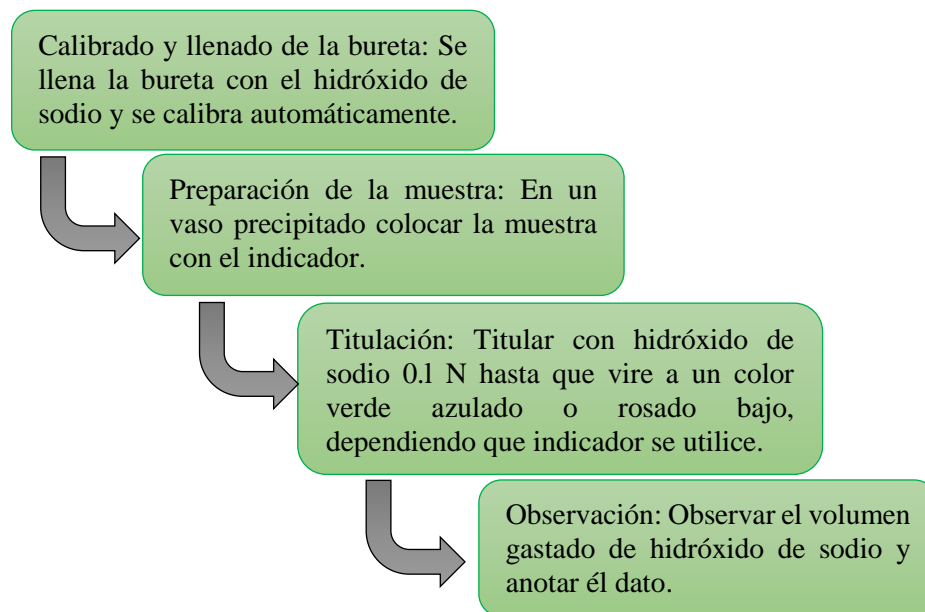 Calibrado y llenado de la bureta: Se
llena la bureta con el hidróxido de
sodio y se calibra automáticamente.
Preparación de la muestra: En un
vaso precipitado colocar la muestra
con el indicador.
Titulación: Titular con hidróxido de
sodio 0.l N hasta que vire a un color
verde azulado o rosado bajo,
dependiendo que indicador se utilice.
Observación: Observar el volumen
gastado de hidróxido de sodio y
anotar él dato.